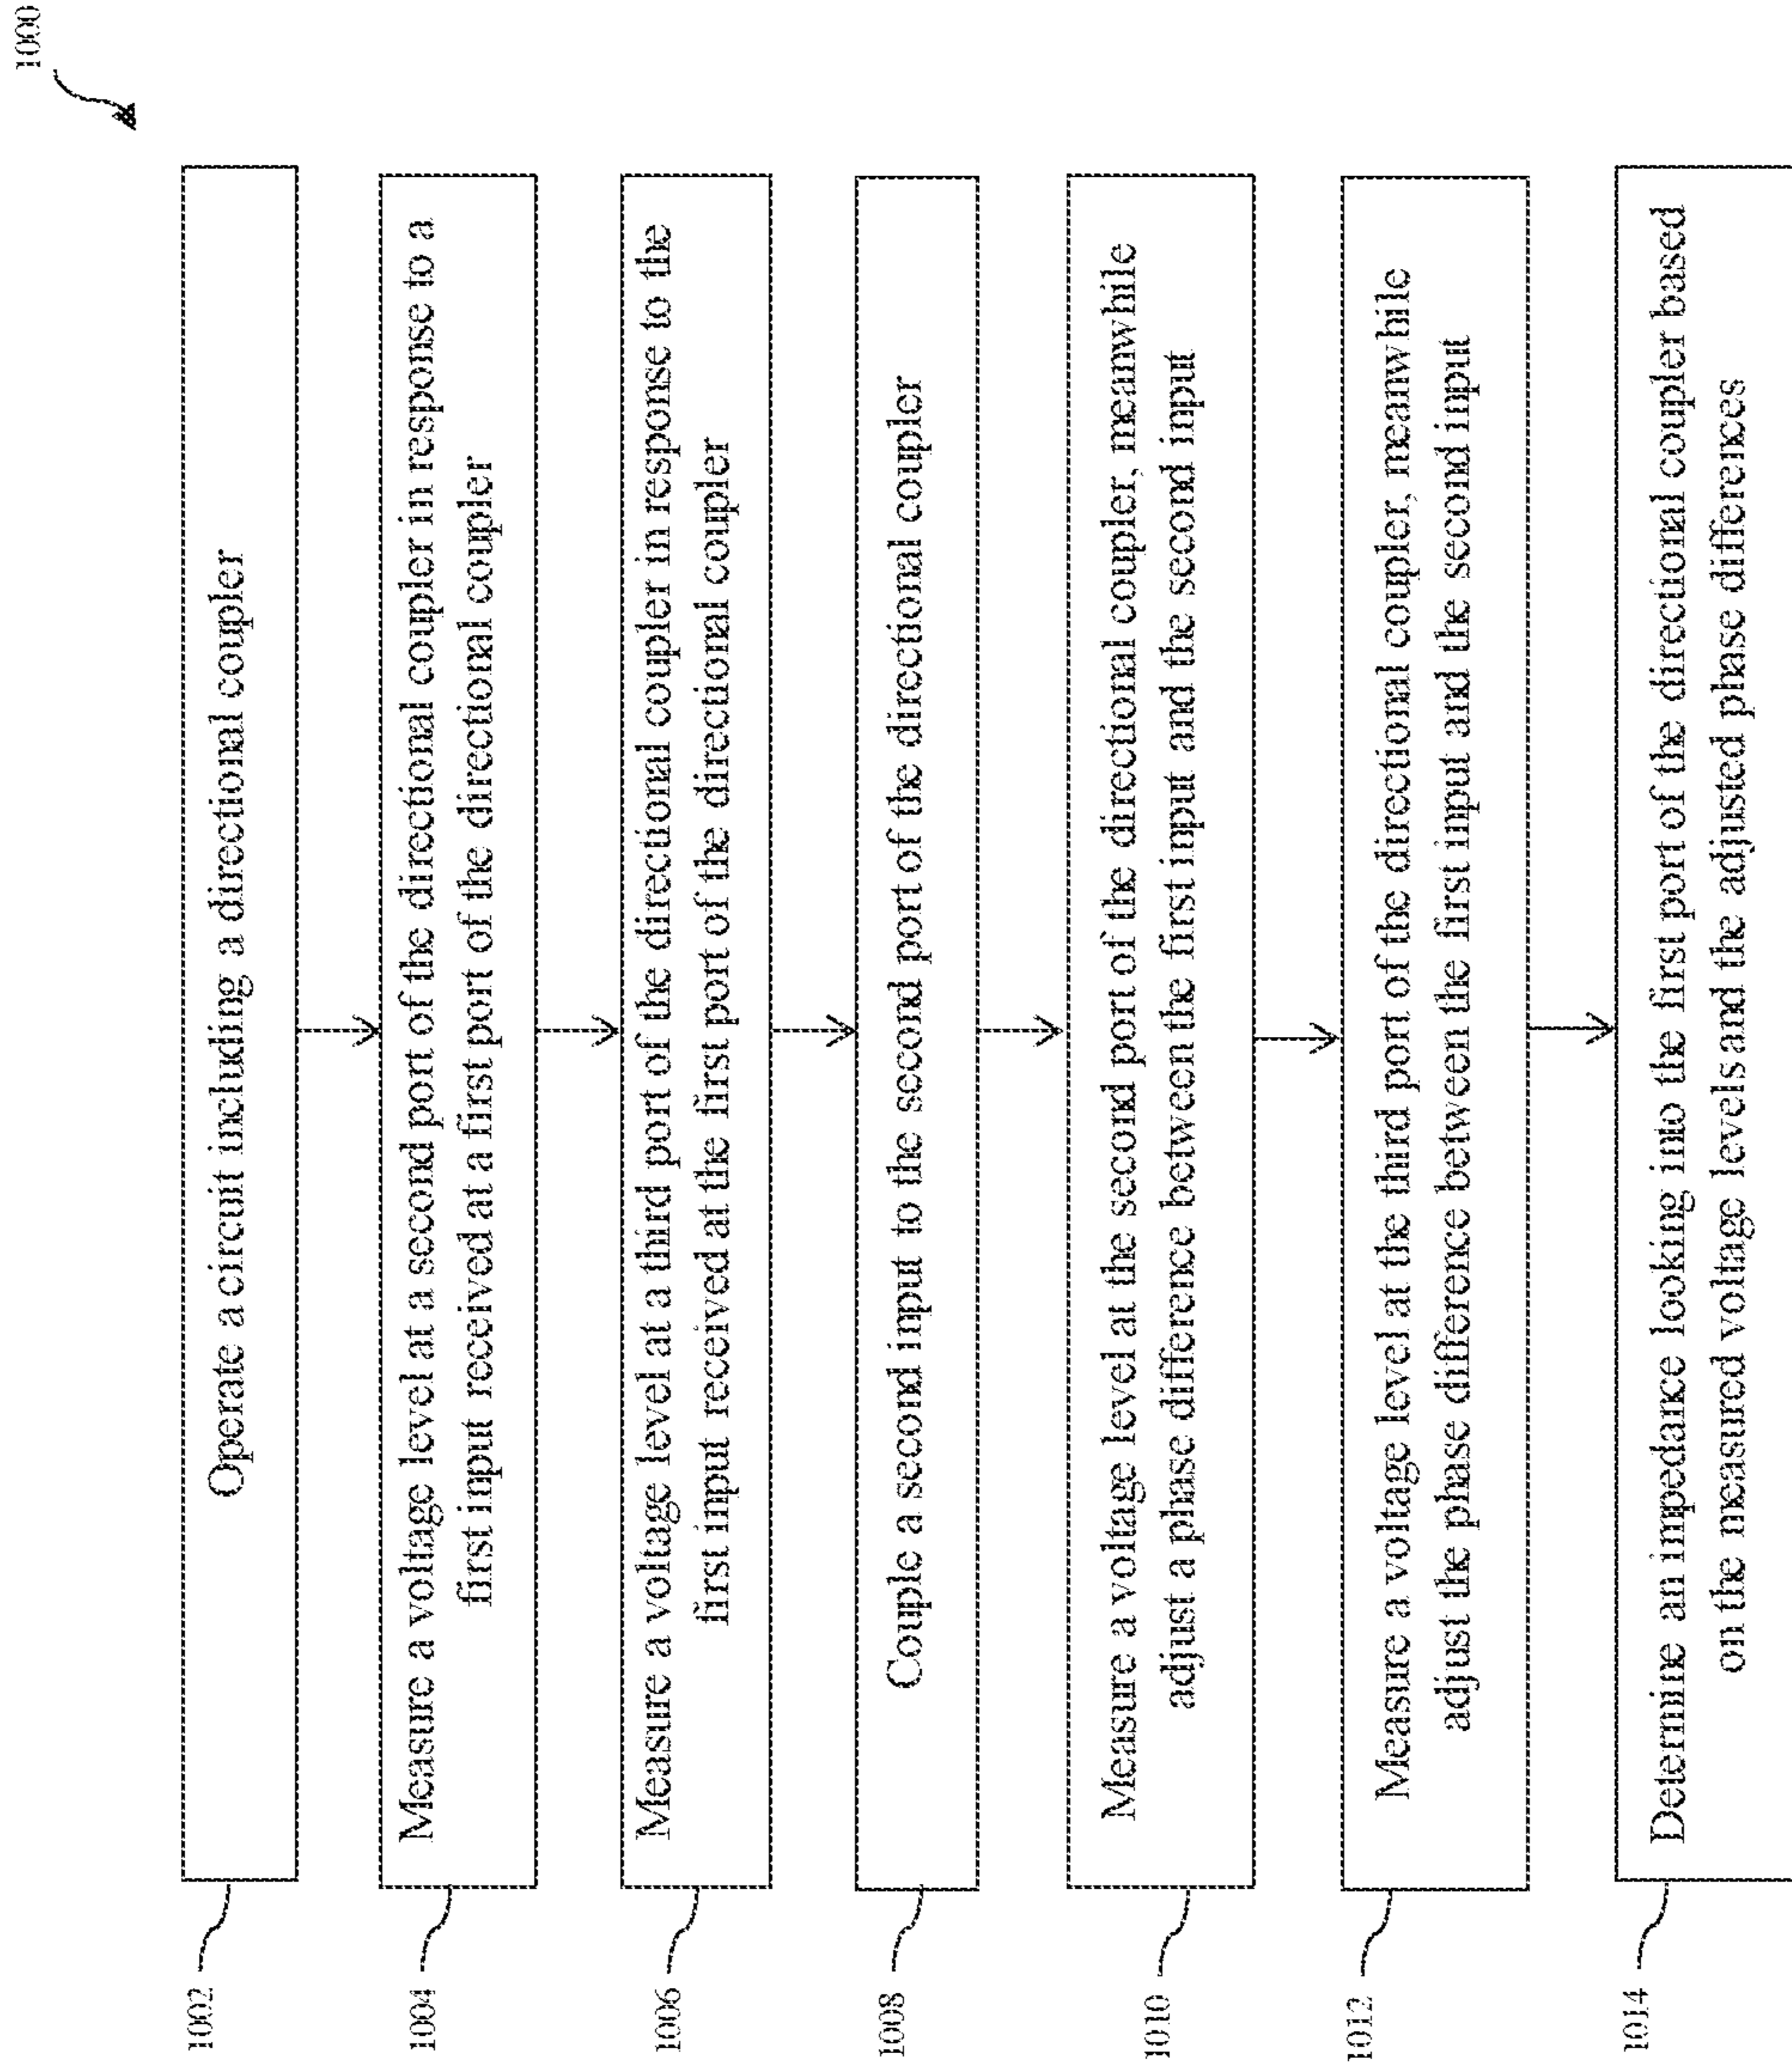 1000
1002
Operate a circuit including a directional coupler
1004
Measure a voltage level at a second port of the directional coupler in response to a
first input received at a first port of the directional coupler
1006
Measure a voltage level at a third port of the directional coupler in response to the
first input received at the first port of the directional coupler
1008
Couple a second input to the second port of the directional coupler
1010
Measure a voltage level at the second port of the directional coupler, meanwhile
adjust a phase difference between the first input and the second input
1012
Measure a voltage level at the third port of the directional coupler, meanwhile
adjust the phase difference between the first input and the second input
1014
Determine an impedance looking into the first port of the directional coupler based
on the measured voltage levels and the adjusted phase differences